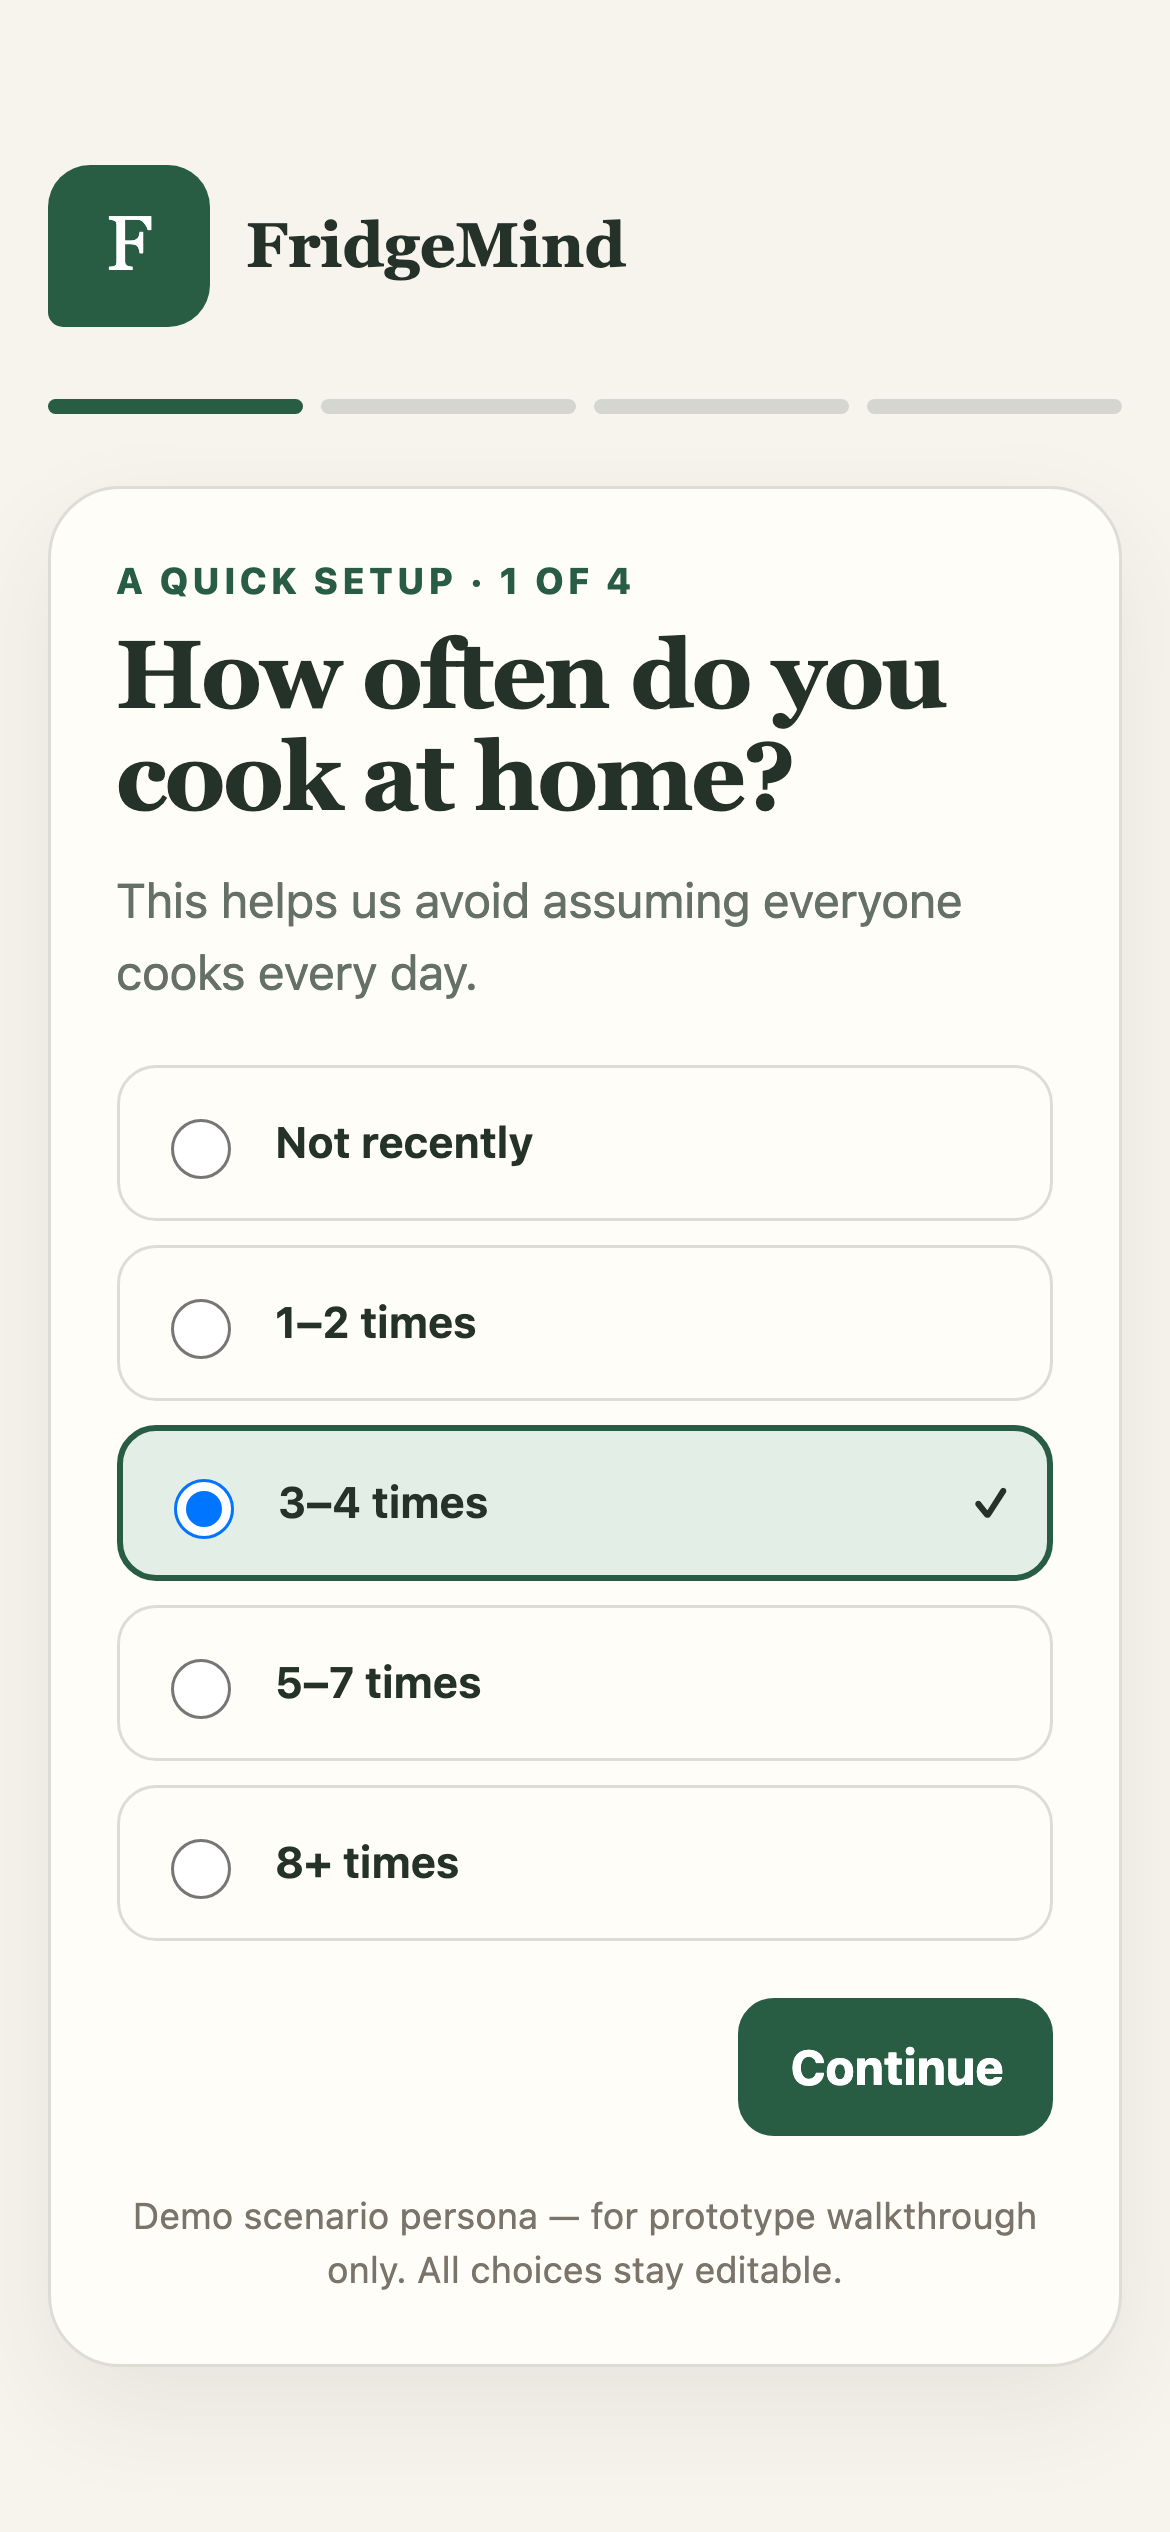 F
FridgeMind
A QUICK SETUP · 1 OF 4
How often do you
cook at home?
This helps us avoid assuming everyone
cooks every day.
Not recently
1–2 times
3–4 times
5–7 times
8+ times
Continue
Demo scenario persona — for prototype walkthrough
only. All choices stay editable.